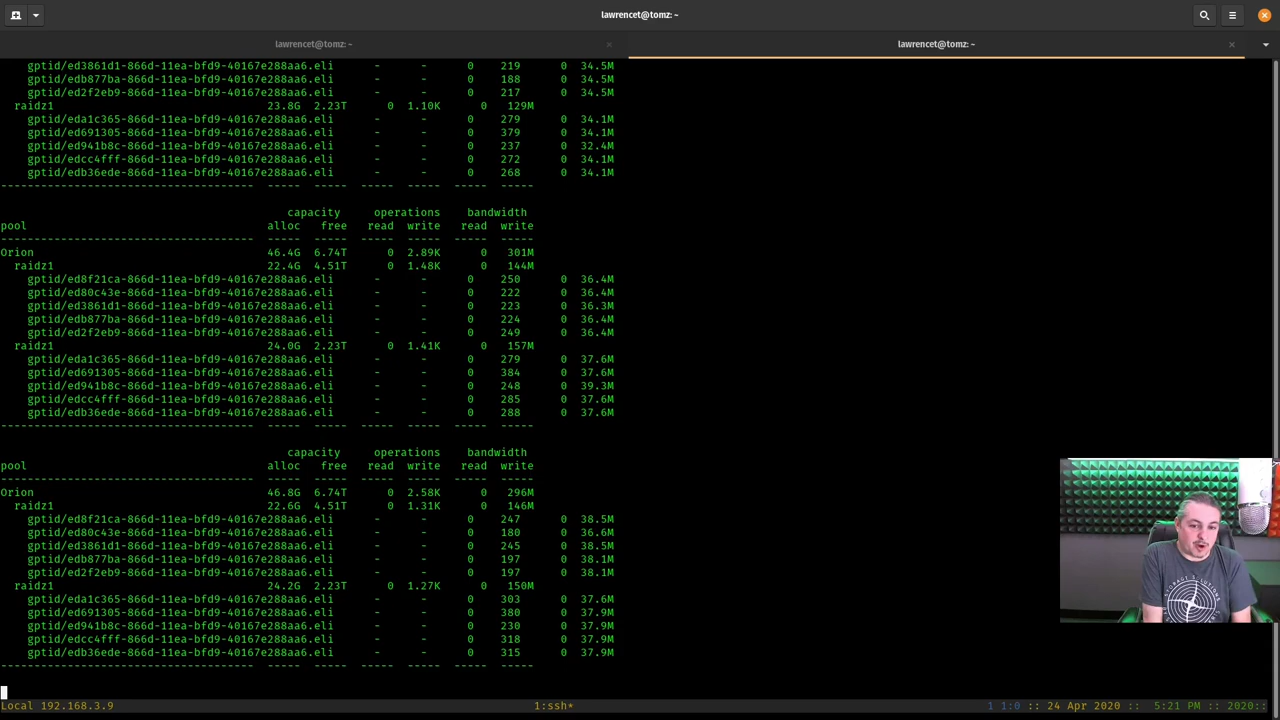 lawrencet@tomz: ~
lawrencet@tomz: ~ × lawrencet@tomz: ~ ×
gptid/ed3861d1-866d-11ea-bfd9-40167e288aa6.eli - - 0 219 0 34.5M
gptid/edb877ba-866d-11ea-bfd9-40167e288aa6.eli - - 0 188 0 34.5M
gptid/ed2f2eb9-866d-11ea-bfd9-40167e288aa6.eli - - 0 217 0 34.5M
raidz1 23.8G 2.23T 0 1.10K 0 129M
gptid/eda1c365-866d-11ea-bfd9-40167e288aa6.eli - - 0 279 0 34.1M
gptid/ed691305-866d-11ea-bfd9-40167e288aa6.eli - - 0 379 0 34.1M
gptid/ed941b8c-866d-11ea-bfd9-40167e288aa6.eli - - 0 237 0 32.4M
gptid/edcc4fff-866d-11ea-bfd9-40167e288aa6.eli - - 0 272 0 34.1M
gptid/edb36ede-866d-11ea-bfd9-40167e288aa6.eli - - 0 268 0 34.1M
-------------------------------------- ----- ----- ----- ----- ----- -----
capacity operations bandwidth
pool alloc free read write read write
-------------------------------------- ----- ----- ----- ----- ----- -----
Orion 46.4G 6.74T 0 2.89K 0 301M
raidz1 22.4G 4.51T 0 1.48K 0 144M
gptid/ed8f21ca-866d-11ea-bfd9-40167e288aa6.eli - - 0 250 0 36.4M
gptid/ed80c43e-866d-11ea-bfd9-40167e288aa6.eli - - 0 222 0 36.4M
gptid/ed3861d1-866d-11ea-bfd9-40167e288aa6.eli - - 0 223 0 36.3M
gptid/edb877ba-866d-11ea-bfd9-40167e288aa6.eli - - 0 224 0 36.4M
gptid/ed2f2eb9-866d-11ea-bfd9-40167e288aa6.eli - - 0 249 0 36.4M
raidz1 24.0G 2.23T 0 1.41K 0 157M
gptid/eda1c365-866d-11ea-bfd9-40167e288aa6.eli - - 0 279 0 37.6M
gptid/ed691305-866d-11ea-bfd9-40167e288aa6.eli - - 0 384 0 37.6M
gptid/ed941b8c-866d-11ea-bfd9-40167e288aa6.eli - - 0 248 0 39.3M
gptid/edcc4fff-866d-11ea-bfd9-40167e288aa6.eli - - 0 285 0 37.6M
gptid/edb36ede-866d-11ea-bfd9-40167e288aa6.eli - - 0 288 0 37.6M
-------------------------------------- ----- ----- ----- ----- ----- -----
capacity operations bandwidth
pool alloc free read write read write
-------------------------------------- ----- ----- ----- ----- ----- -----
Orion 46.8G 6.74T 0 2.58K 0 296M
raidz1 22.6G 4.51T 0 1.31K 0 146M
gptid/ed8f21ca-866d-11ea-bfd9-40167e288aa6.eli - - 0 247 0 38.5M
gptid/ed80c43e-866d-11ea-bfd9-40167e288aa6.eli - - 0 180 0 36.6M
gptid/ed3861d1-866d-11ea-bfd9-40167e288aa6.eli - - 0 245 0 38.5M
gptid/edb877ba-866d-11ea-bfd9-40167e288aa6.eli - - 0 197 0 38.1M
gptid/ed2f2eb9-866d-11ea-bfd9-40167e288aa6.eli - - 0 197 0 38.1M
raidz1 24.2G 2.23T 0 1.27K 0 150M
gptid/eda1c365-866d-11ea-bfd9-40167e288aa6.eli - - 0 303 0 37.6M
gptid/ed691305-866d-11ea-bfd9-40167e288aa6.eli - - 0 380 0 37.9M
gptid/ed941b8c-866d-11ea-bfd9-40167e288aa6.eli - - 0 230 0 37.9M
gptid/edcc4fff-866d-11ea-bfd9-40167e288aa6.eli - - 0 318 0 37.9M
gptid/edb36ede-866d-11ea-bfd9-40167e288aa6.eli - - 0 315 0 37.9M
-------------------------------------- ----- ----- ----- ----- ----- -----
Local 192.168.3.9 1:ssh* 1 1:0 :: 24 Apr 2020 :: 5:21 PM :: 2020::